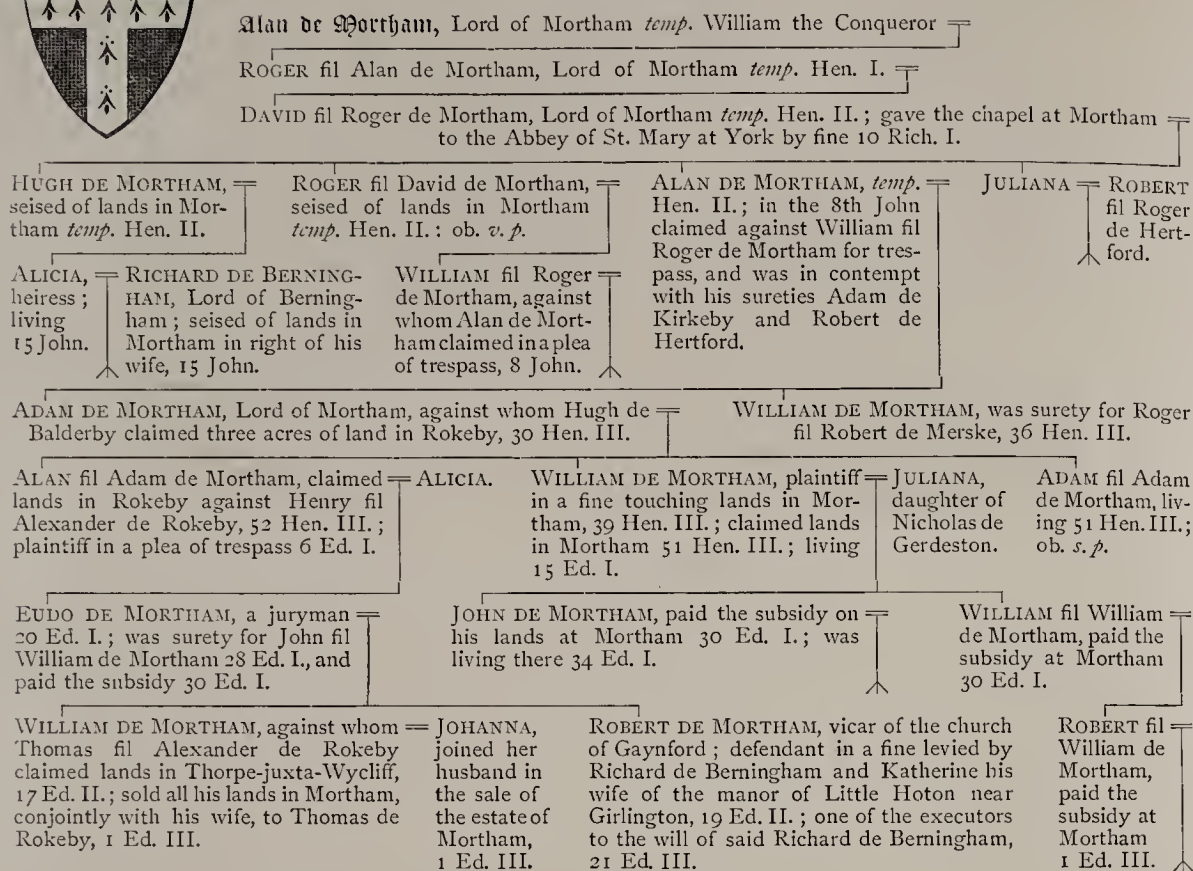 Alan de Mortham, Lord of Mortham temp. William the Conqueror
ROGER fil Alan de Mortham, Lord of Mortham temp. Hen. I.
DAVID fil Roger de Mortham, Lord of Mortham temp. Hen. II.; gave the chapel at Mortham
to the Abbey of St. Mary at York by fine 10 Rich. I.
HUGH DE MORTHAM,
seised of lands in Mor-
tham temp. Hen. II.
ROGER fil David de Mortham,
seised of lands in Mortham
temp. Hen. II.: ob. v. p.
ALAN DE MORTHAM, temp.
Hen. II.; in the 8th John
claimed against William fil
Roger de Mortham for tres-
pass, and was in contempt
with his sureties Adam de
Kirkeby and Robert de
Hertford.
JULIANA
ROBERT
fil Roger
de Hert-
ford.
ALICIA,
heiress;
living
15 John.
RICHARD DE BERNING-
HAM, Lord of Berning-
ham; seised of lands in
Mortham in right of his
wife, 15 John.
WILLIAM fil Roger
de Mortham, against
whom Alan de Mort-
ham claimed in a plea
of trespass, 8 John.
ADAM DE MORTHAM, Lord of Mortham, against whom Hugh de
Balderby claimed three acres of land in Rokeby, 30 Hen. III.
WILLIAM DE MORTHAM, was surety for Roger
fil Robert de Merske, 36 Hen. III.
ALAN fil Adam de Mortham, claimed
lands in Rokeby against Henry fil
Alexander de Rokeby, 52 Hen. III.;
plaintiff in a plea of trespass 6 Ed. I.
ALICIA.
WILLIAM DE MORTHAM, plaintiff
in a fine touching lands in Mor-
tham, 39 Hen. III.; claimed lands
in Mortham 51 Hen. III.; living
15 Ed. I.
JULIANA,
daughter of
Nicholas de
Gerdeston.
ADAM fil Adam
de Mortham, liv-
ing 51 Hen. III.;
ob. s. p.
EUDO DE MORTHAM, a juryman
20 Ed. I.; was surety for John fil
William de Mortham 28 Ed. I., and
paid the subsidy 30 Ed. I.
JOHN DE MORTHAM, paid the subsidy on
his lands at Mortham 30 Ed. I.; was
living there 34 Ed. I.
WILLIAM fil William
de Mortham, paid the
subsidy at Mortham
30 Ed. I.
WILLIAM DE MORTHAM, against whom
Thomas fil Alexander de Rokeby
claimed lands in Thorpe-juxta-Wycliff,
17 Ed. II.; sold all his lands in Mortham,
conjointly with his wife, to Thomas de
Rokeby, 1 Ed. III.
JOHANNA,
joined her
husband in
the sale of
the estate of
Mortham,
1 Ed. III.
ROBERT DE MORTHAM, vicar of the church
of Gaynford; defendant in a fine levied by
Richard de Berningham and Katherine his
wife of the manor of Little Hoton near
Girlington, 19 Ed. II.; one of the executors
to the will of said Richard de Berningham,
21 Ed. III.
ROBERT fil
William de
Mortham,
paid the
subsidy at
Mortham
1 Ed. III.